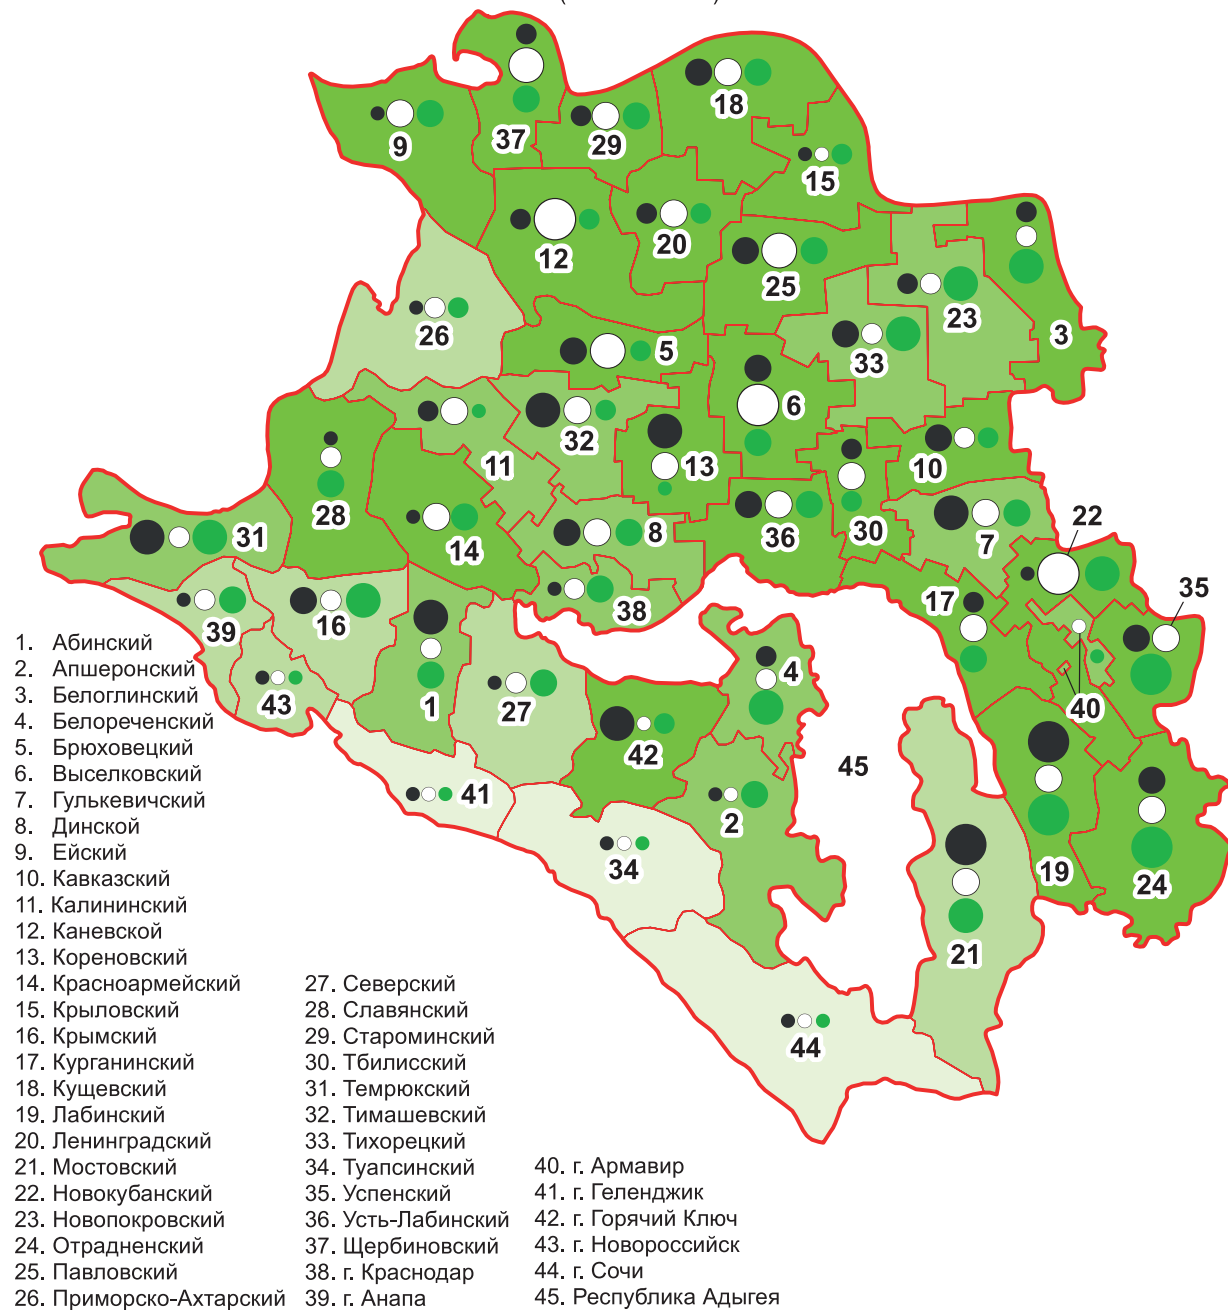 18
9
37
29
15
12
20
25
23
3
26
5
33
6
32
13
10
11
28
14
31
8
36
30
7
22
35
17
38
39
16
43
1
27
4
42
45
40
41
2
34
19
24
21
44
1. Абинский
2. Апшеронский
3. Белоглинский
4. Белореченский
5. Брюховецкий
6. Выселковский
7. Гулькевичский
8. Динской
9. Ейский
10. Кавказский
11. Калининский
12. Каневской
13. Кореновский
14. Красноармейский
15. Крыловский
16. Крымский
17. Курганинский
18. Кущевский
19. Лабинский
20. Ленинградский
21. Мостовский
22. Новокубанский
23. Новопокровский
24. Отрадненский
25. Павловский
26. Приморско-Ахтарский
27. Северский
28. Славянский
29. Староминский
30. Тбилисский
31. Темрюкский
32. Тимашевский
33. Тихорецкий
34. Туапсинский
35. Успенский
36. Усть-Лабинский
37. Щербиновский
38. г. Краснодар
39. г. Анапа
40. г. Армавир
41. г. Геленджик
42. г. Горячий Ключ
43. г. Новороссийск
44. г. Сочи
45. Республика Адыгея